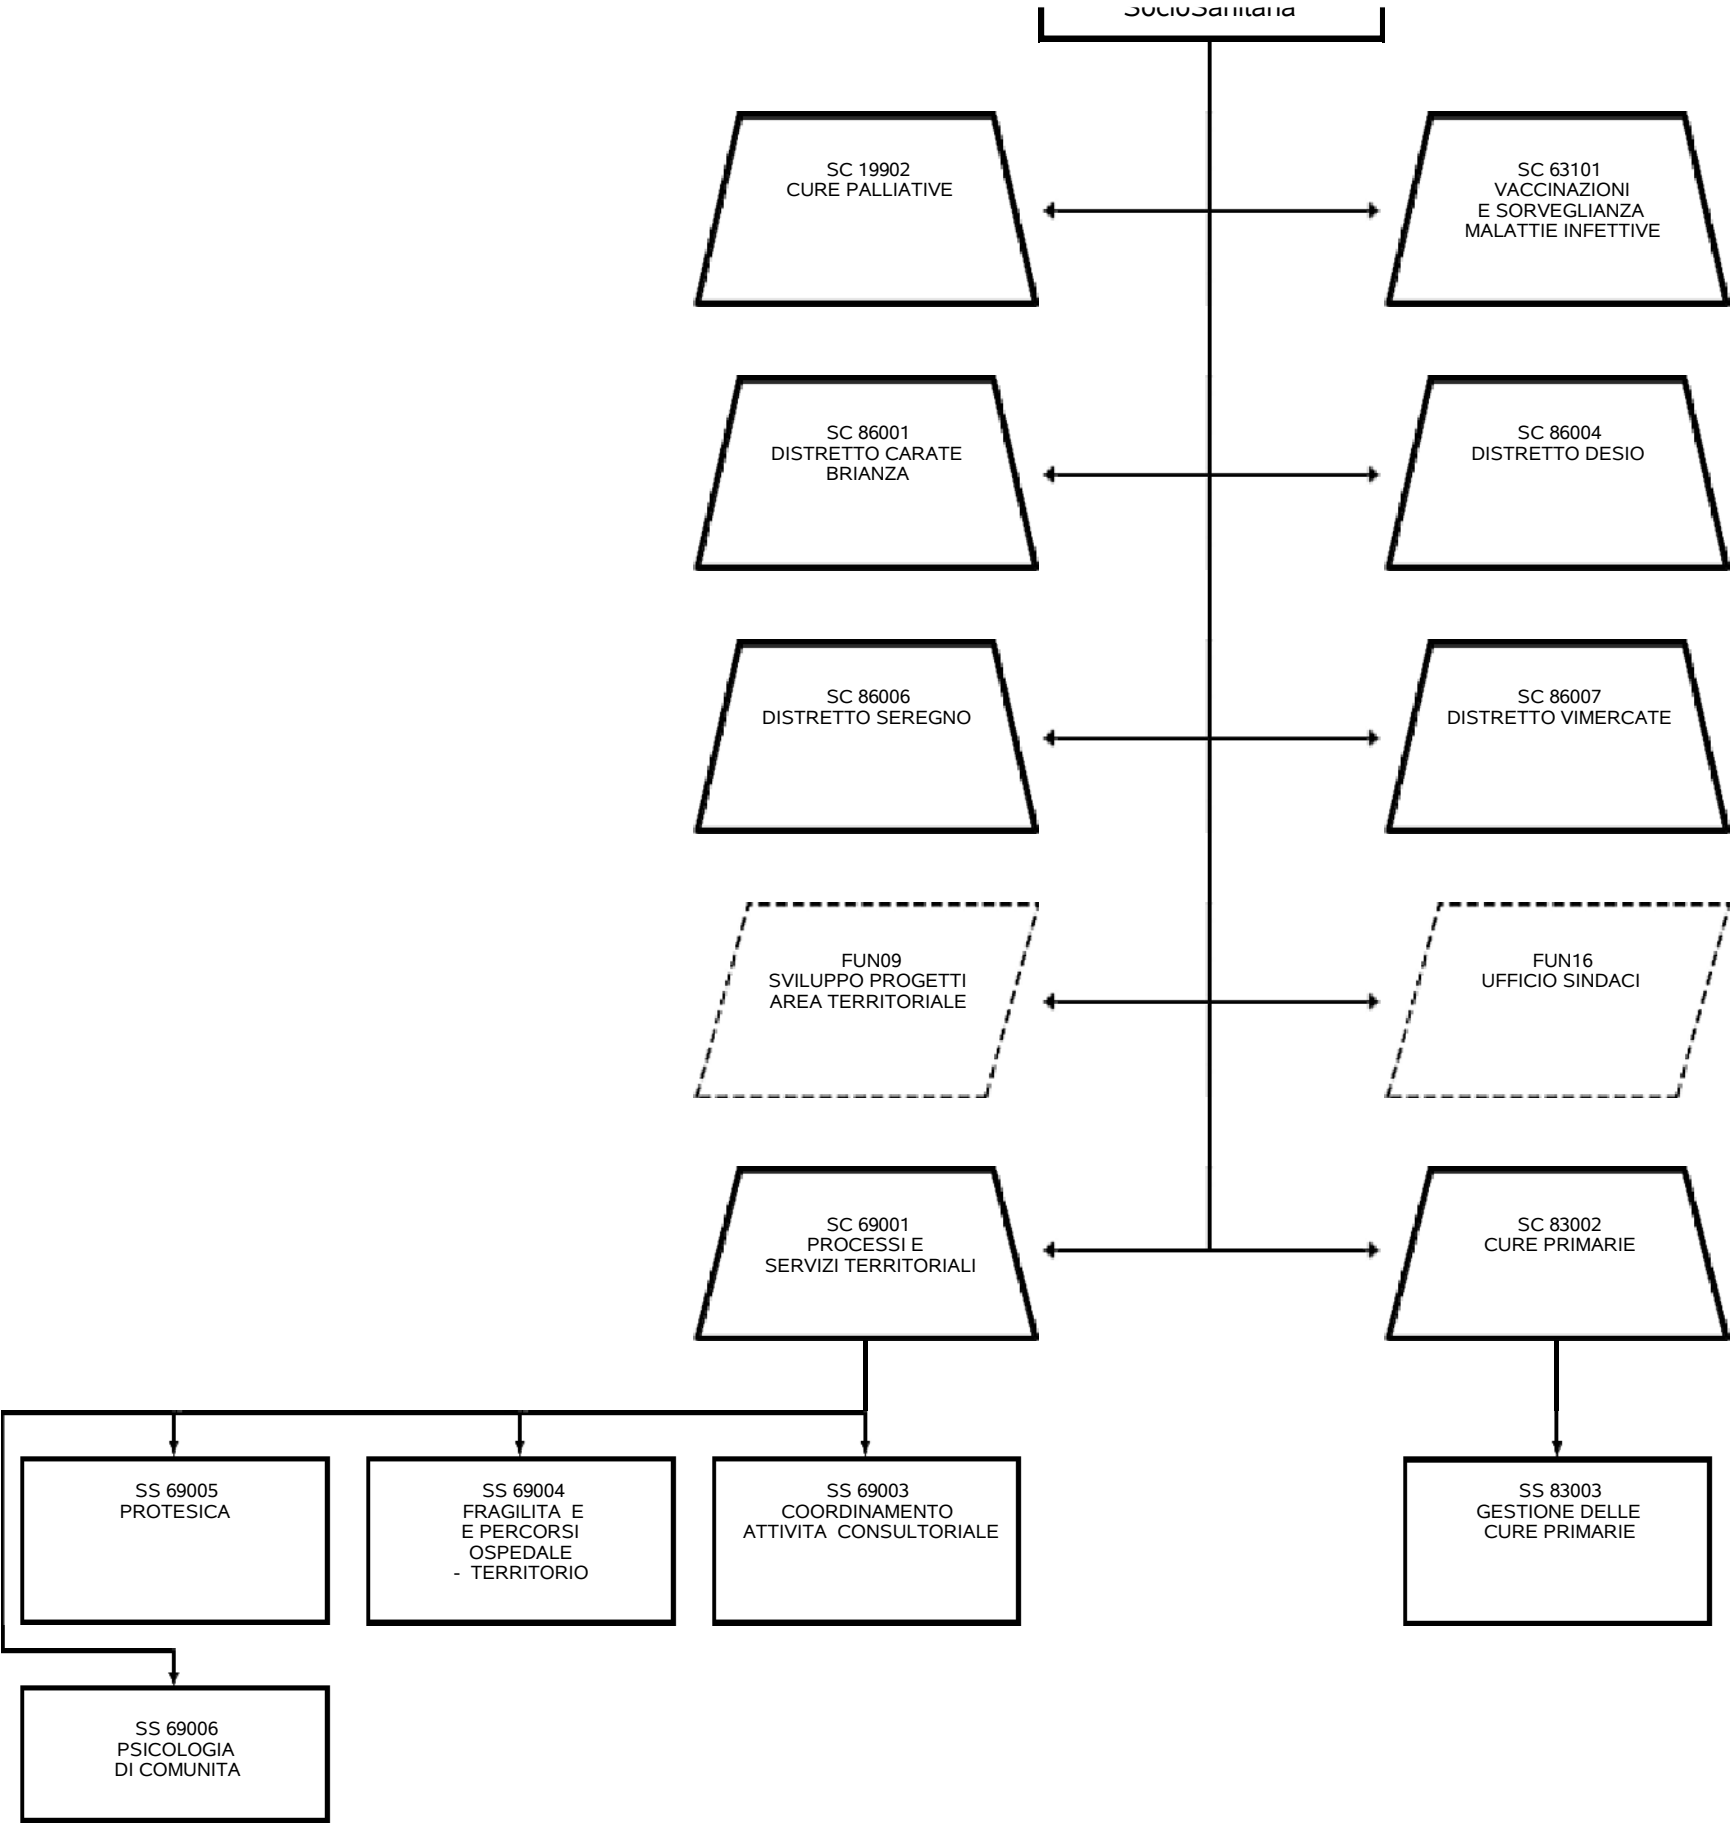 SocioSanitaria
SC 19902
CURE PALLIATIVE
SC 63101
VACCINAZIONI
E SORVEGLIANZA
MALATTIE INFETTIVE
SC 86001
DISTRETTO CARATE
BRIANZA
SC 86004
DISTRETTO DESIO
SC 86006
DISTRETTO SEREGNO
SC 86007
DISTRETTO VIMERCATE
FUN09
SVILUPPO PROGETTI
AREA TERRITORIALE
FUN16
UFFICIO SINDACI
SC 69001
PROCESSI E
SERVIZI TERRITORIALI
SC 83002
CURE PRIMARIE
SS 69005
PROTESICA
SS 69004
FRAGILITA E
E PERCORSI
OSPEDALE
- TERRITORIO
SS 69003
COORDINAMENTO
ATTIVITA CONSULTORIALE
SS 83003
GESTIONE DELLE
CURE PRIMARIE
SS 69006
PSICOLOGIA
DI COMUNITA